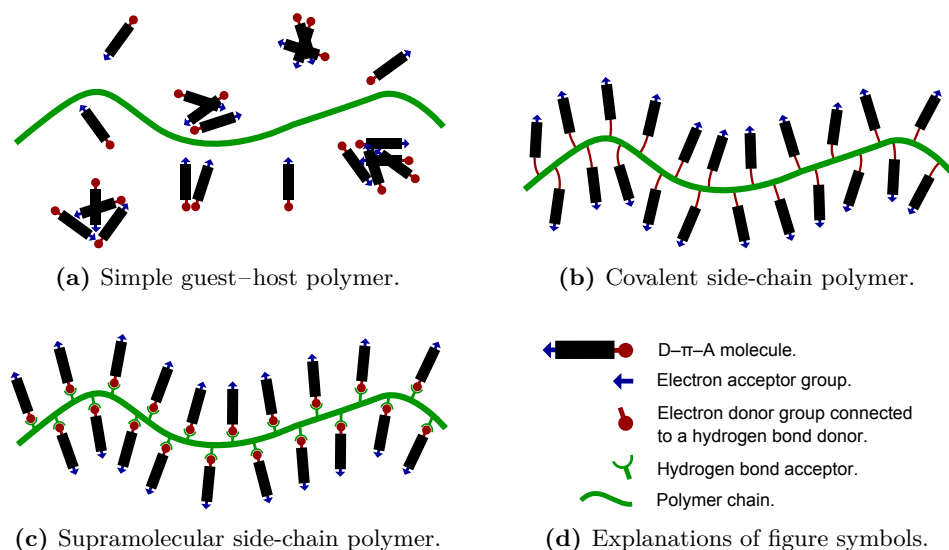 (a) Simple guest–host polymer.
(b) Covalent side-chain polymer.
D–π–A molecule.
Electron acceptor group.
Electron donor group connected
to a hydrogen bond donor.
Hydrogen bond acceptor.
Polymer chain.
(c) Supramolecular side-chain polymer.
(d) Explanations of figure symbols.